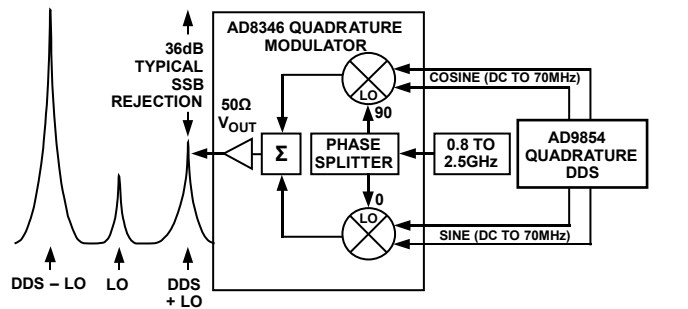 AD8346 QUADRATURE
MODULATOR
36dB
TYPICAL
SSB
REJECTION
50Ω
VOUT
LO
90
COSINE (DC TO 70MHz)
Σ
PHASE
SPLITTER
0.8 TO
2.5GHz
AD9854
QUADRATURE
DDS
0
LO
SINE (DC TO 70MHz)
DDS – LO
LO
DDS
+ LO